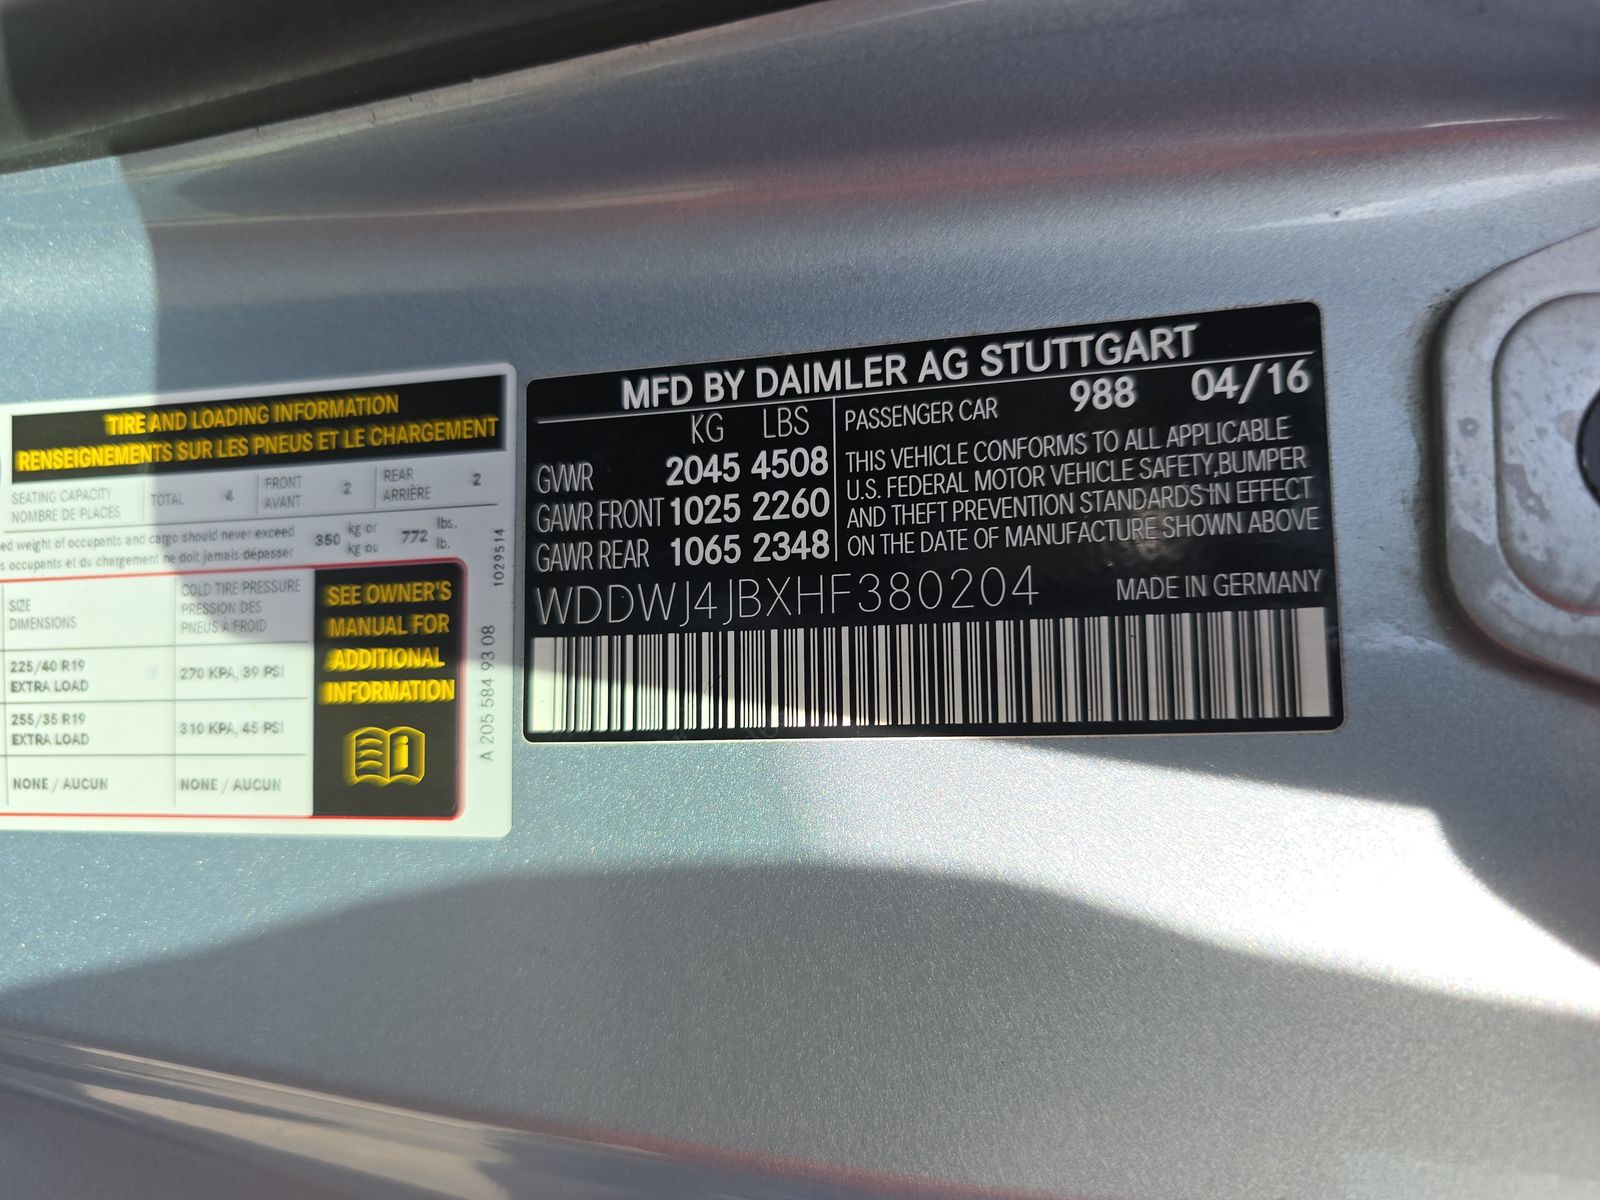 TIRE AND LOADING INFORMATION
RENSEIGNEMENTS SUR LES PNEUS ET LE CHARGEMENT
SEATING CAPACITY
NOMBRE DE PLACES
TOTAL 4
FRONT
AVANT
2
REAR
ARRIÈRE
2
ed weight of occupants and cargo should never exceed
s occupants et du chargement ne doit jamais dépasser
350 kg or
kg ou
772 lbs.
lb.
SIZE
DIMENSIONS
COLD TIRE PRESSURE
PRESSION DES
PNEUS À FROID
225/40 R19
EXTRA LOAD
270 KPA, 39 PSI
255/35 R19
EXTRA LOAD
310 KPA, 45 PSI
NONE / AUCUN
NONE / AUCUN
SEE OWNER'S
MANUAL FOR
ADDITIONAL
INFORMATION
A 205 584 93 08
1029514
MFD BY DAIMLER AG STUTTGART
KG LBS
GVWR 2045 4508
GAWR FRONT 1025 2260
GAWR REAR 1065 2348
PASSENGER CAR 988 04/16
THIS VEHICLE CONFORMS TO ALL APPLICABLE
U.S. FEDERAL MOTOR VEHICLE SAFETY,BUMPER
AND THEFT PREVENTION STANDARDS IN EFFECT
ON THE DATE OF MANUFACTURE SHOWN ABOVE
WDDWJ4JBXHF380204
MADE IN GERMANY